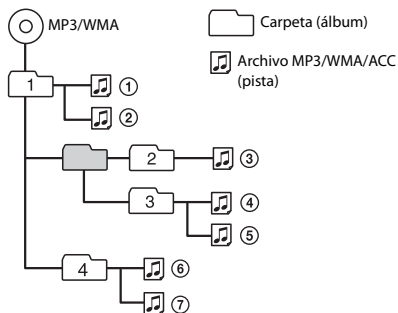 MP3/WMA
Carpeta (álbum)
Archivo MP3/WMA/ACC
(pista)
1
①
②
2
③
3
④
⑤
4
⑥
⑦